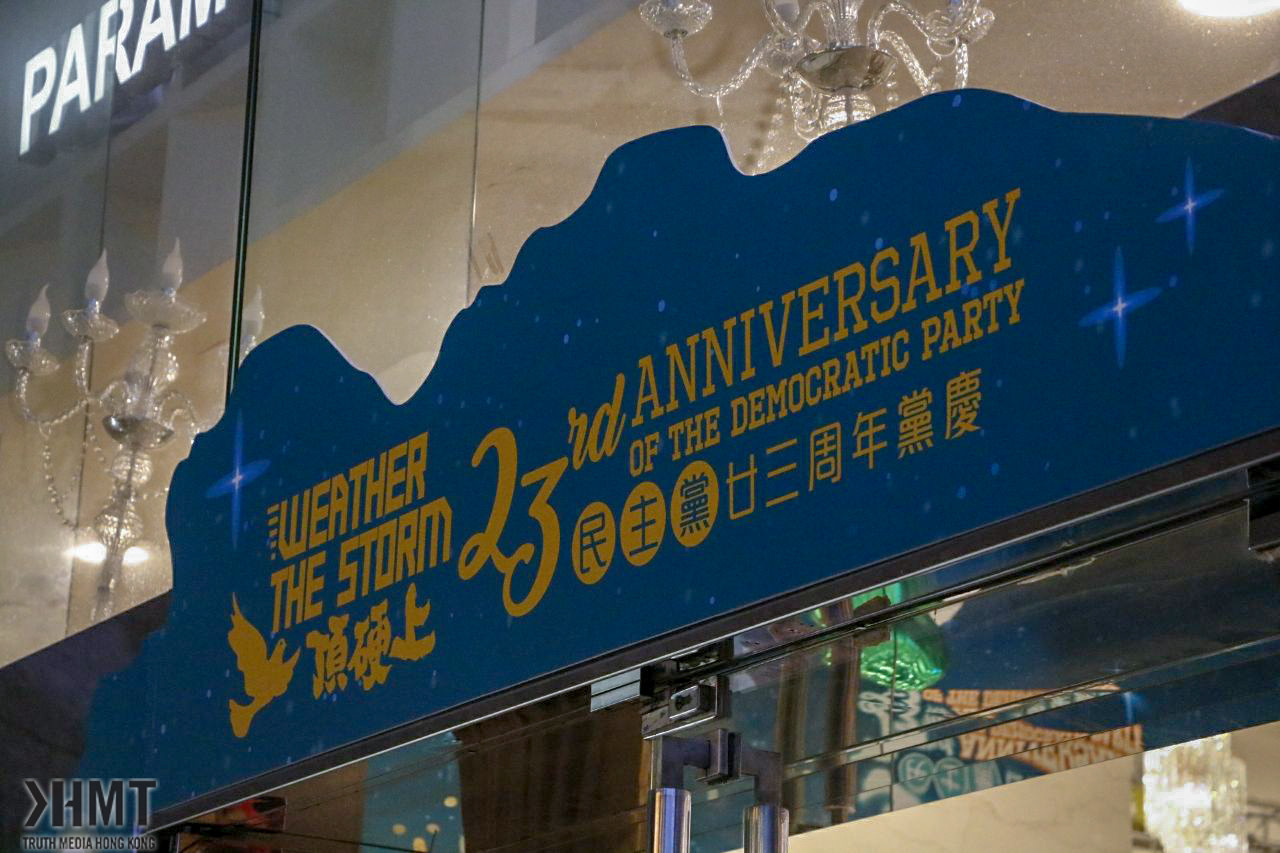 PARAM
WEATHER
THE STORM
頂硬上
23rd ANNIVERSARY
OF THE DEMOCRATIC PARTY
民主黨廿三周年黨慶
HMT
TRUTH MEDIA HONG KONG